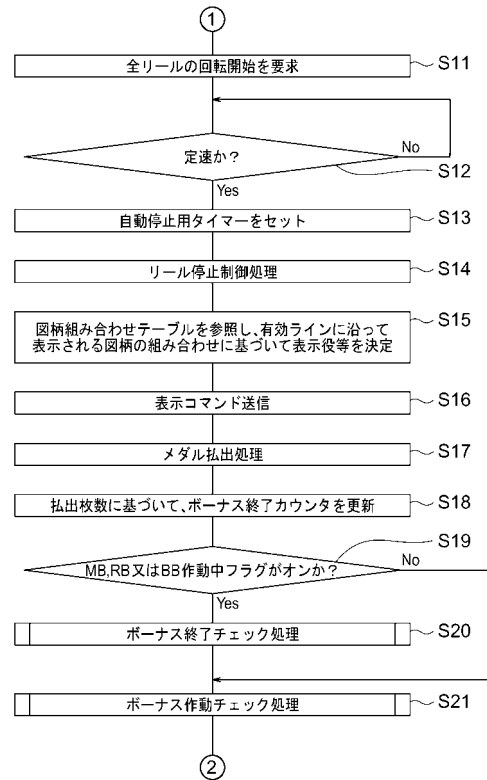 1
全リールの回転開始を要求
S11
定速か？
No
S12
Yes
自動停止用タイマーをセット
S13
リール停止制御処理
S14
図柄組み合わせテーブルを参照し、有効ラインに沿って
表示される図柄の組み合わせに基づいて表示役等を決定
S15
表示コマンド送信
S16
メダル払出処理
S17
払出枚数に基づいて、ボーナス終了カウンタを更新
S18
S19
MB,RB又はBB作動中フラグがオンか？
No
Yes
ボーナス終了チェック処理
S20
ボーナス作動チェック処理
S21
2